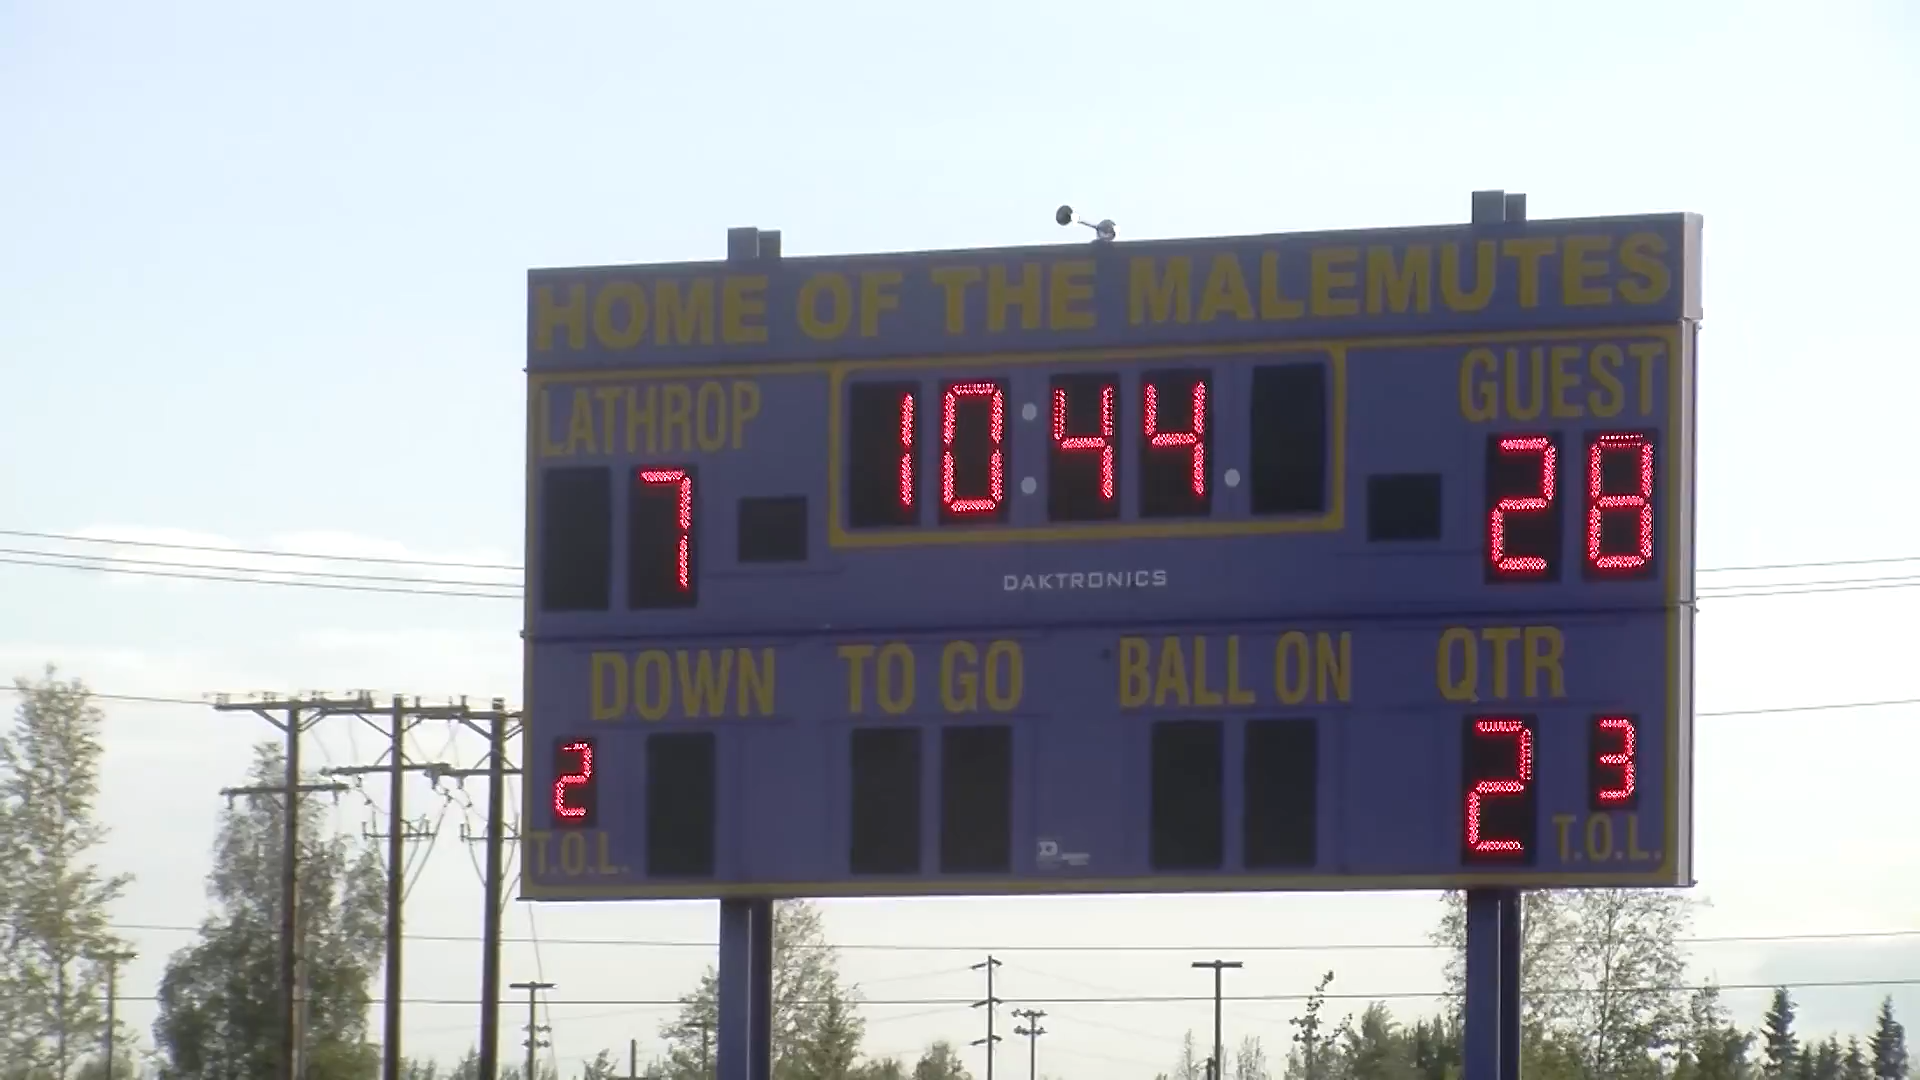 HOME OF THE MALEMUTES
LATHROP 10:44 GUEST
7 28
DAKTRONICS
DOWN TO GO BALL ON QTR
2 2 3
T.O.L. T.O.L.